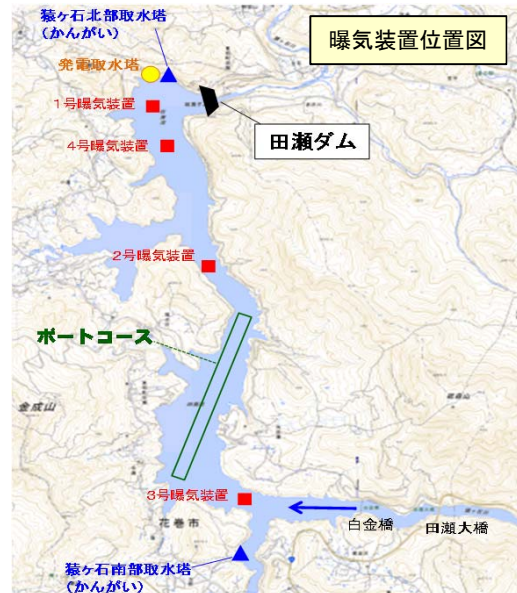 曝気装置位置図
猿ヶ石北部取水塔
(かんがい)
発電取水塔
1号曝気装置
田瀬ダム
4号曝気装置
2号曝気装置
ボートコース
金成山
3号曝気装置
花巻市
白金橋
田瀬大橋
猿ヶ石南部取水塔
(かんがい)